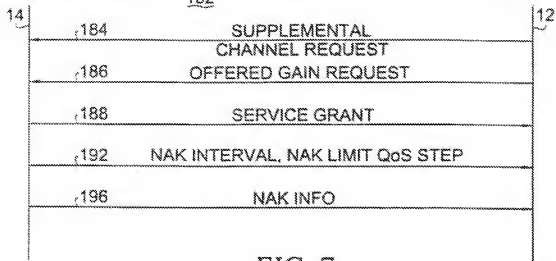 182
14
12
184 SUPPLEMENTAL
CHANNEL REQUEST
186 OFFERED GAIN REQUEST
188 SERVICE GRANT
192 NAK INTERVAL, NAK LIMIT QoS STEP
196 NAK INFO